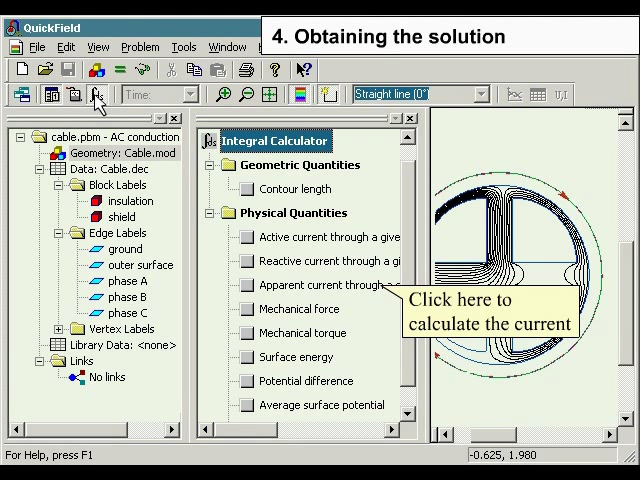 QuickField
4. Obtaining the solution
File Edit View Problem Tools Window
Time:
Straight line (0°)
U,I
cable.pbm - AC conduction
Geometry: Cable.mod
Data: Cable.dec
Block Labels
insulation
shield
Edge Labels
ground
outer surface
phase A
phase B
phase C
Vertex Labels
Library Data: <none>
Links
No links
Integral Calculator
Geometric Quantities
Contour length
Physical Quantities
Active current through a give
Reactive current through a gi
Apparent current through a
Mechanical force
Mechanical torque
Surface energy
Potential difference
Average surface potential
Click here to
calculate the current
For Help, press F1
-0.625, 1.980